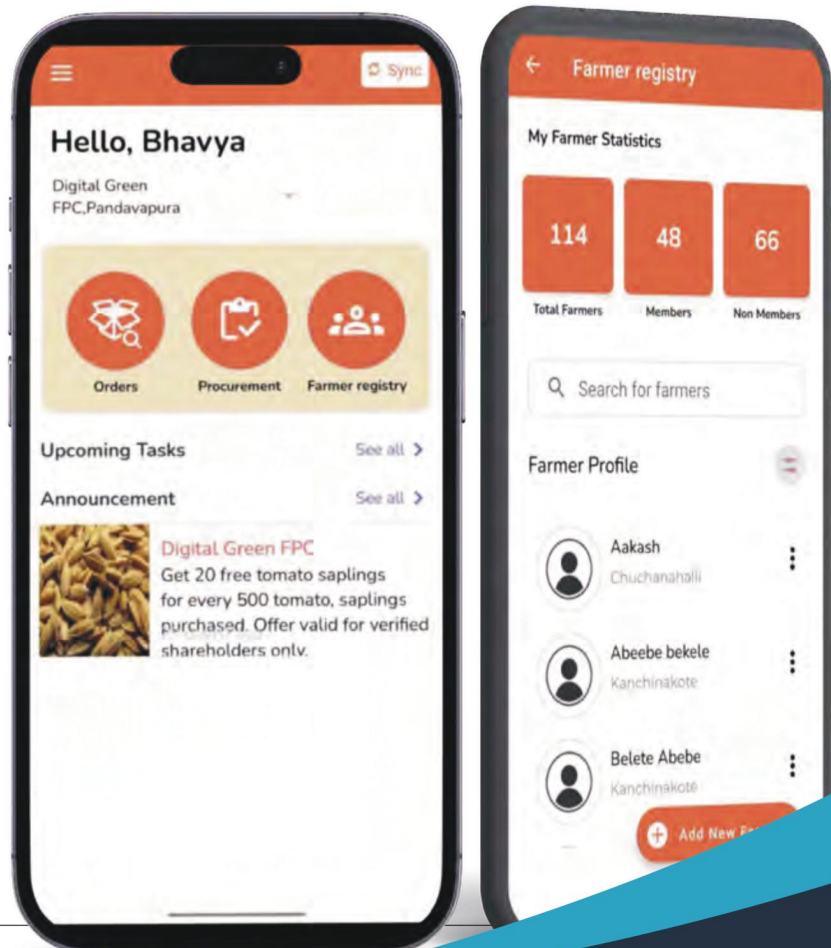 Sync
Hello, Bhavya
Digital Green
FPC,Pandavapura
Orders
Procurement
Farmer registry
Upcoming Tasks
See all
Announcement
See all
Digital Green FPC
Get 20 free tomato saplings
for every 500 tomato, saplings
purchased. Offer valid for verified
shareholders only.
Farmer registry
My Farmer Statistics
114
48
66
Total Farmers
Members
Non Members
Search for farmers
Farmer Profile
Aakash
Chuchanahalli
Abeebe bekele
Kanchinakote
Belete Abebe
Kanchinakote
Add New